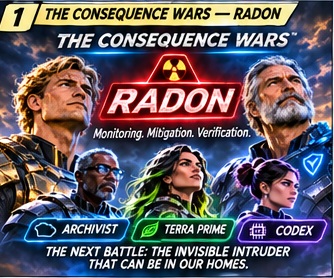 1 THE CONSEQUENCE WARS — RADON
THE CONSEQUENCE WARS™
RADON
Monitoring. Mitigation. Verification.
ARCHIVIST
TERRA PRIME
CODEX
THE NEXT BATTLE: THE INVISIBLE INTRUDER
THAT CAN BE IN OUR HOMES.